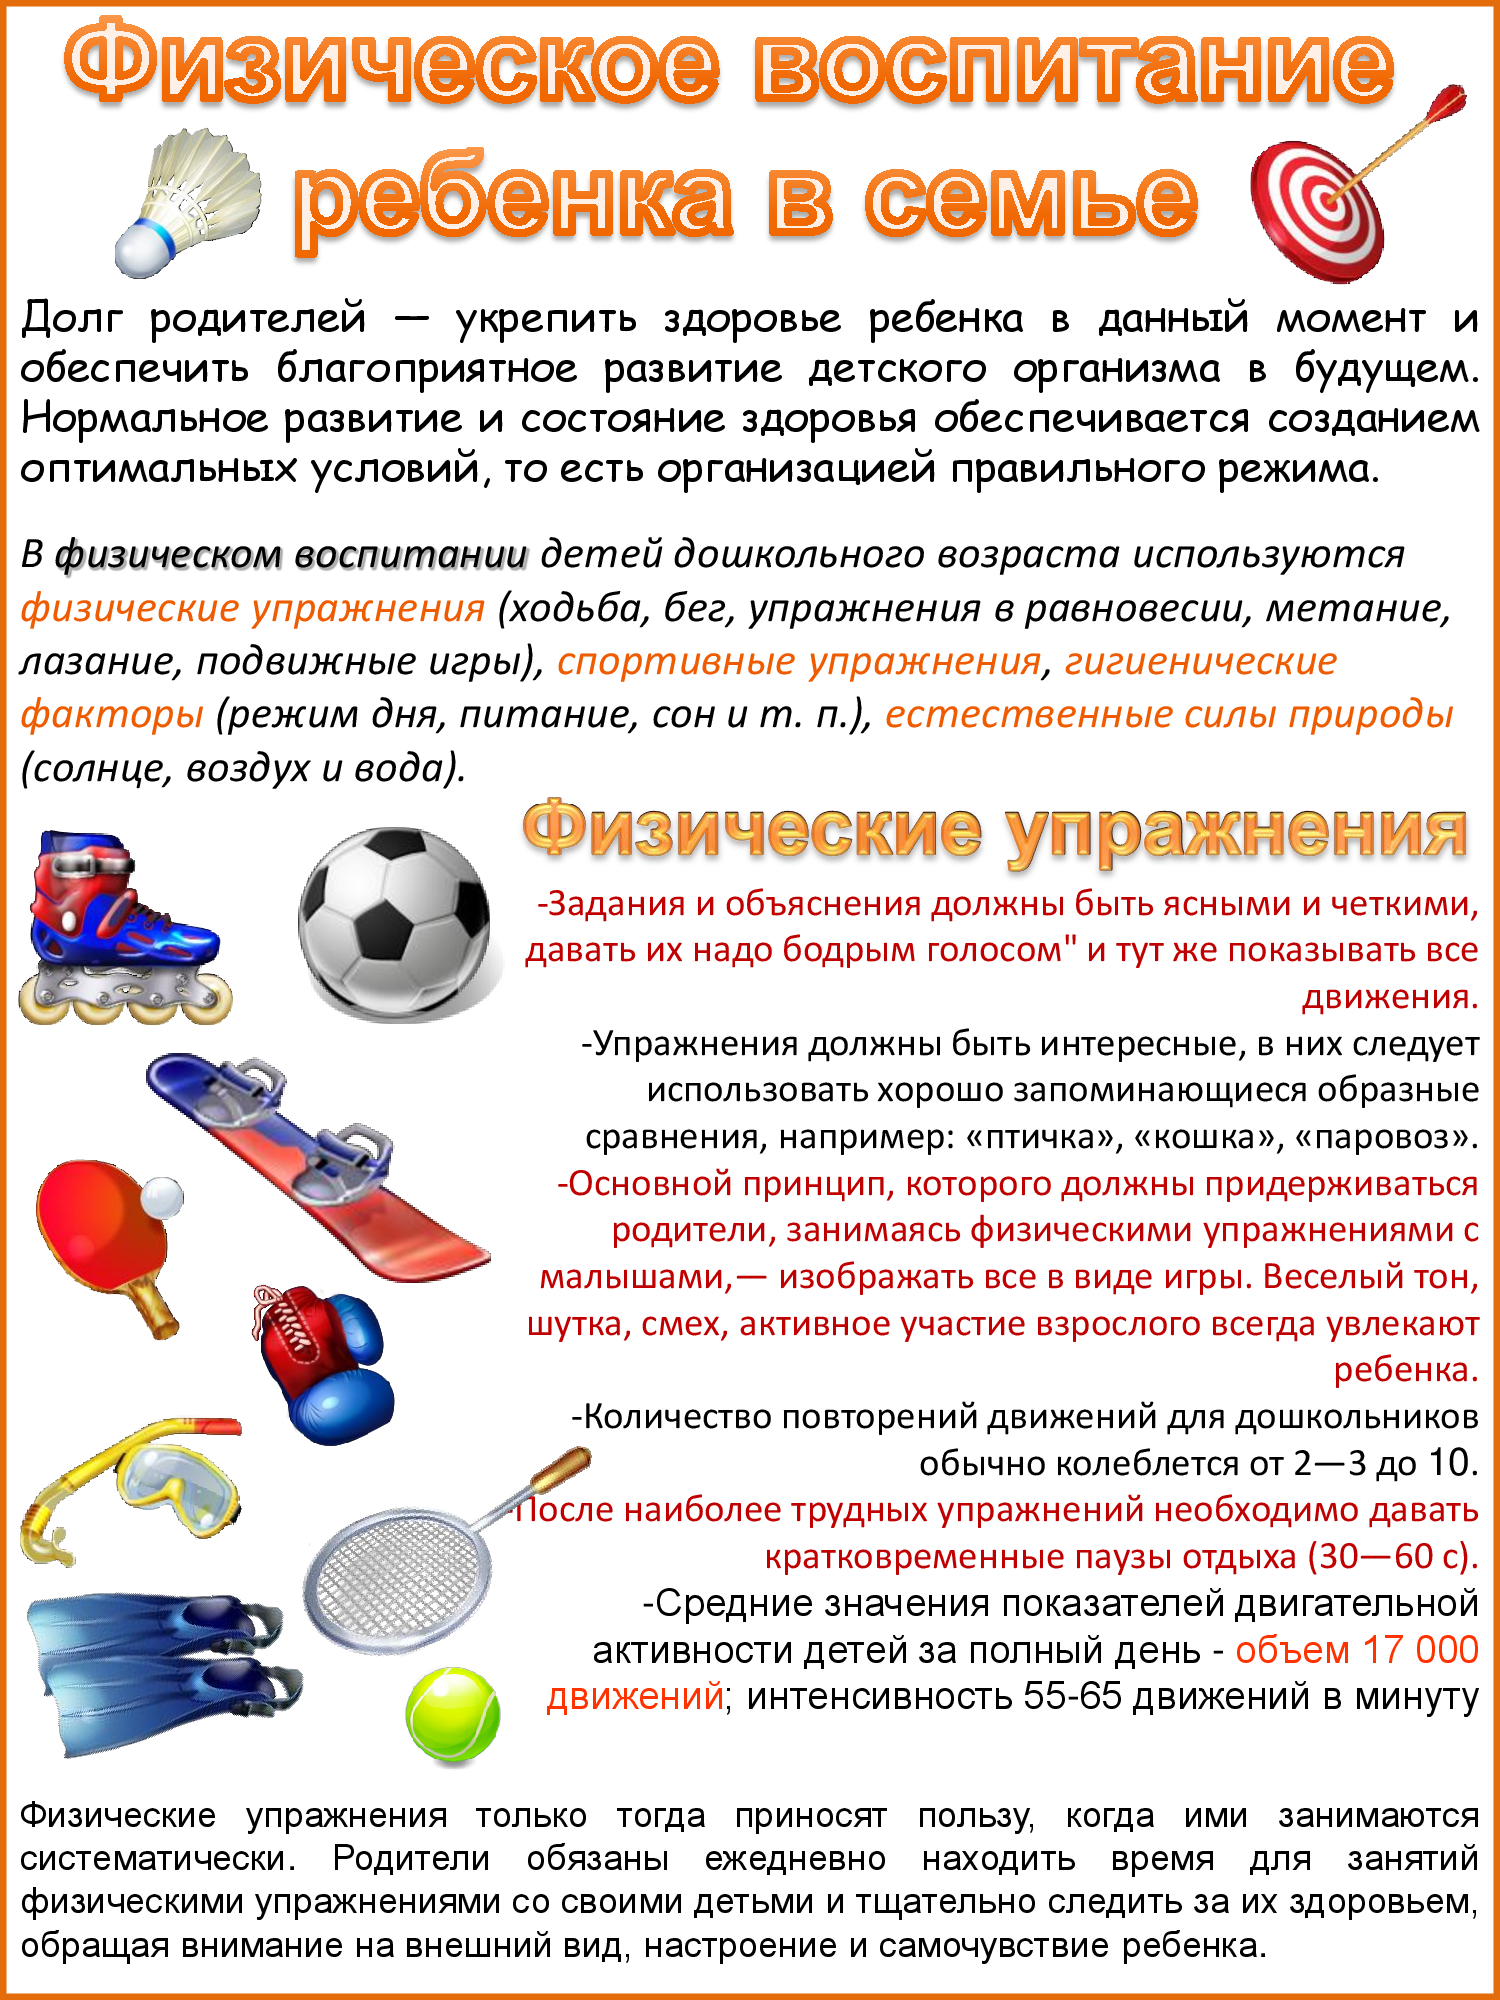 Физическое воспитание
ребенка в семье
Долг родителей — укрепить здоровье ребенка в данный момент и
обеспечить благоприятное развитие детского организма в будущем.
Нормальное развитие и состояние здоровья обеспечивается созданием
оптимальных условий, то есть организацией правильного режима.
В физическом воспитании детей дошкольного возраста используются
физические упражнения (ходьба, бег, упражнения в равновесии, метание,
лазание, подвижные игры), спортивные упражнения, гигиенические
факторы (режим дня, питание, сон и т. п.), естественные силы природы
(солнце, воздух и вода).
Физические упражнения
-Задания и объяснения должны быть ясными и четкими,
давать их надо бодрым голосом" и тут же показывать все
движения.
-Упражнения должны быть интересные, в них следует
использовать хорошо запоминающиеся образные
сравнения, например: «птичка», «кошка», «паровоз».
-Основной принцип, которого должны придерживаться
родители, занимаясь физическими упражнениями с
малышами,— изображать все в виде игры. Веселый тон,
шутка, смех, активное участие взрослого всегда увлекают
ребенка.
-Количество повторений движений для дошкольников
обычно колеблется от 2—3 до 10.
-После наиболее трудных упражнений необходимо давать
кратковременные паузы отдыха (30—60 с).
-Средние значения показателей двигательной
активности детей за полный день - объем 17 000
движений; интенсивность 55-65 движений в минуту
Физические упражнения только тогда приносят пользу, когда ими занимаются
систематически. Родители обязаны ежедневно находить время для занятий
физическими упражнениями со своими детьми и тщательно следить за их здоровьем,
обращая внимание на внешний вид, настроение и самочувствие ребенка.